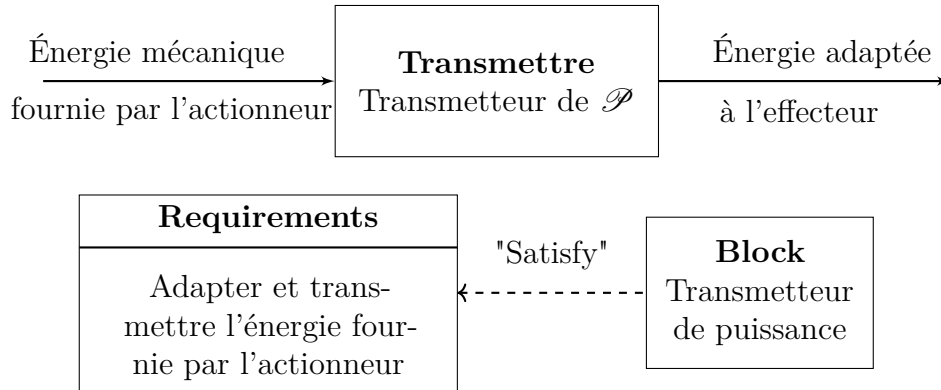 Énergie mécanique
fournie par l'actionneur
Transmettre
Transmetteur de 𝒫
Énergie adaptée
à l'effecteur
Requirements
Adapter et trans-
mettre l'énergie four-
nie par l'actionneur
"Satisfy"
Block
Transmetteur
de puissance